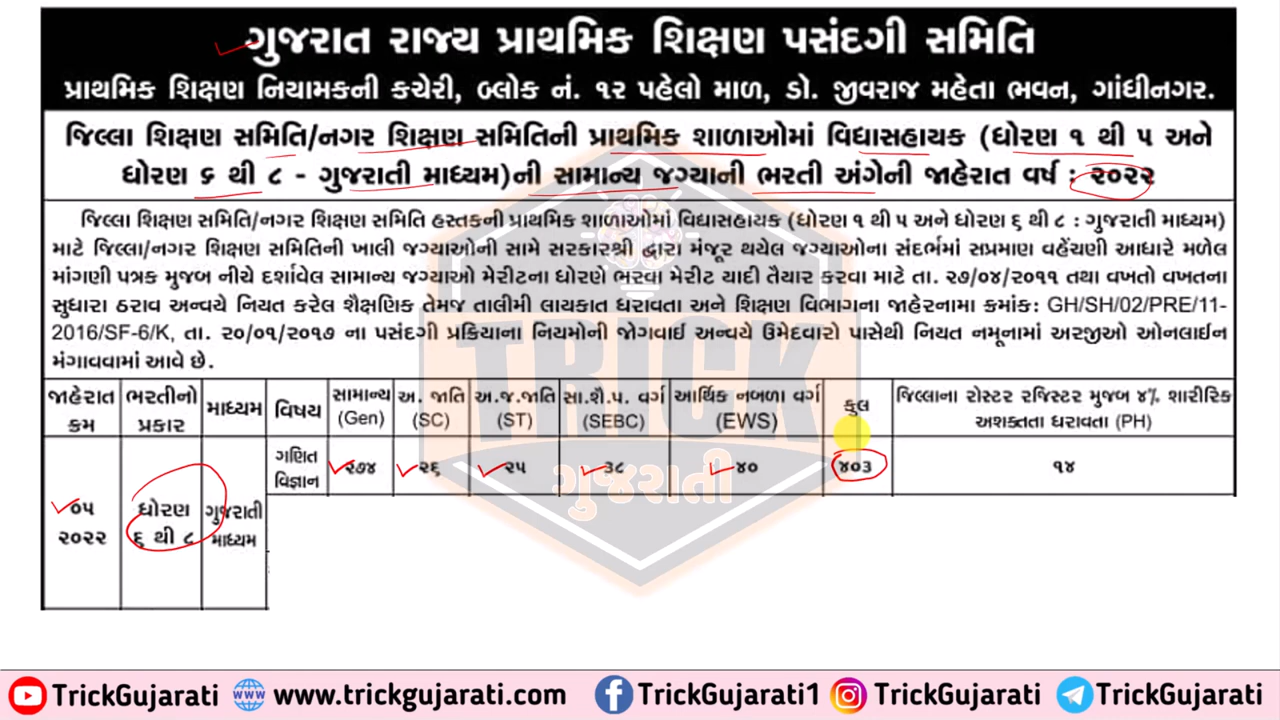 ગુજરાત રાજ્ય પ્રાથમિક શિક્ષણ પસંદગી સમિતિ
પ્રાથમિક શિક્ષણ નિયામકની કચેરી, બ્લોક નં. ૧૨ પહેલો માળ, ડો. જીવરાજ મહેતા ભવન, ગાંધીનગર.
જિલ્લા શિક્ષણ સમિતિ/નગર શિક્ષણ સમિતિની પ્રાથમિક શાળાઓમાં વિદ્યાસહાયક (ધોરણ ૧ થી ૫ અને
ધોરણ ૬ થી ૮ - ગુજરાતી માધ્યમ)ની સામાન્ય જગ્યાની ભરતી અંગેની જાહેરાત વર્ષ : ૨૦૨૨
જિલ્લા શિક્ષણ સમિતિ/નગર શિક્ષણ સમિતિ હસ્તકની પ્રાથમિક શાળાઓમાં વિદ્યાસહાયક (ધોરણ ૧ થી ૫ અને ધોરણ ૬ થી ૮ : ગુજરાતી માધ્યમ)
માટે જિલ્લા/નગર શિક્ષણ સમિતિની ખાલી જગ્યાઓની સામે સરકારશ્રી દ્વારા મંજૂર થયેલ જગ્યાઓના સંદર્ભમાં સપ્રમાણ વહેંચણી આધારે મળેલ
માંગણી પત્રક મુજબ નીચે દર્શાવેલ સામાન્ય જગ્યાઓ મેરીટના ધોરણે ભરવા મેરીટ યાદી તૈયાર કરવા માટે તા. ૨૭/૦૪/૨૦૧૧ તથા વખતો વખતના
સુધારા ઠરાવ અન્વયે નિયત કરેલ શૈક્ષણિક તેમજ તાલીમી લાયકાત ધરાવતા અને શિક્ષણ વિભાગના જાહેરનામા ક્રમાંક: GH/SH/02/PRE/11-
2016/SF-6/K, તા. ૨૦/૦૧/૨૦૧૭ ના પસંદગી પ્રક્રિયાના નિયમોની જોગવાઈ અન્વયે ઉમેદવારો પાસેથી નિયત નમૂનામાં અરજીઓ ઓનલાઈન
મંગાવવામાં આવે છે.
જાહેરાત ક્રમ
ભરતીનો પ્રકાર
માધ્યમ
વિષય
સામાન્ય (Gen)
અ. જાતિ (SC)
અ.જ.જાતિ (ST)
સા.શૈ.પ. વર્ગ (SEBC)
આર્થિક નબળા વર્ગ (EWS)
કુલ
જિલ્લાના રોસ્ટર રજિસ્ટર મુજબ ૪% શારીરિક
અશક્તતા ધરાવતા (PH)
૦૫
૨૦૨૨
ધોરણ
૬ થી ૮
ગુજરાતી
માધ્યમ
ગણિત
વિજ્ઞાન
૨૭૪
૨૬
૨૫
૩૮
૪૦
૪૦૩
૧૪
TRICK
ગુજરાતી
TrickGujarati www.trickgujarati.com TrickGujarati1 TrickGujarati TrickGujarati